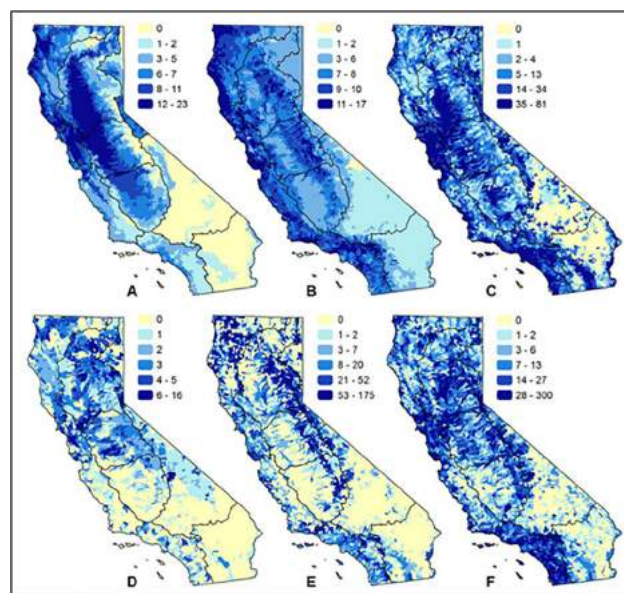 0
1 - 2
3 - 5
6 - 7
8 - 11
12 - 23
A
0
1 - 2
3 - 6
7 - 8
9 - 10
11 - 17
B
0
1
2 - 4
5 - 13
14 - 34
35 - 81
C
0
1
2
3
4 - 5
6 - 16
D
0
1 - 2
3 - 7
8 - 20
21 - 52
53 - 175
E
0
1 - 2
3 - 6
7 - 13
14 - 27
28 - 300
F